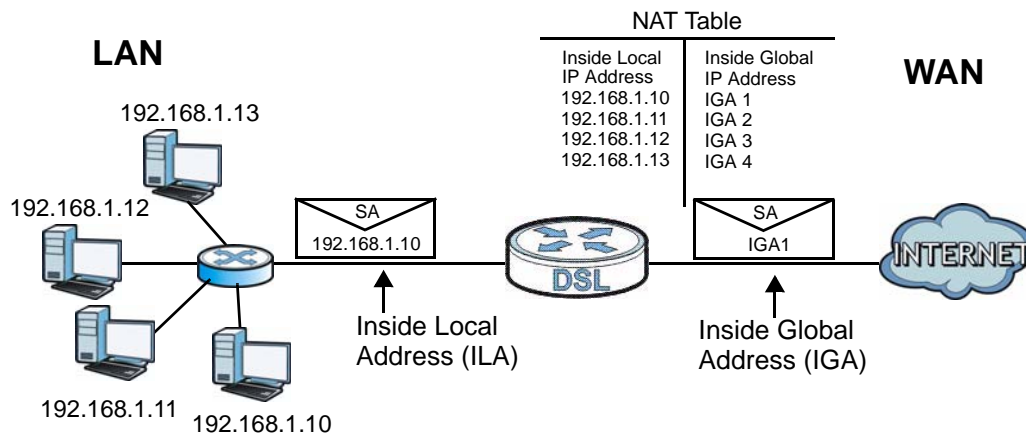 NAT Table
LAN
WAN
Inside Local
IP Address
192.168.1.10
192.168.1.11
192.168.1.12
192.168.1.13
Inside Global
IP Address
IGA 1
IGA 2
IGA 3
IGA 4
192.168.1.13
192.168.1.12
192.168.1.11
192.168.1.10
SA
192.168.1.10
DSL
SA
IGA1
INTERNET
Inside Local
Address (ILA)
Inside Global
Address (IGA)